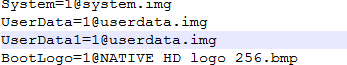 System=1@system.img
UserData=1@userdata.img
UserData1=1@userdata.img
BootLogo=1@NATIVE HD logo 256.bmp